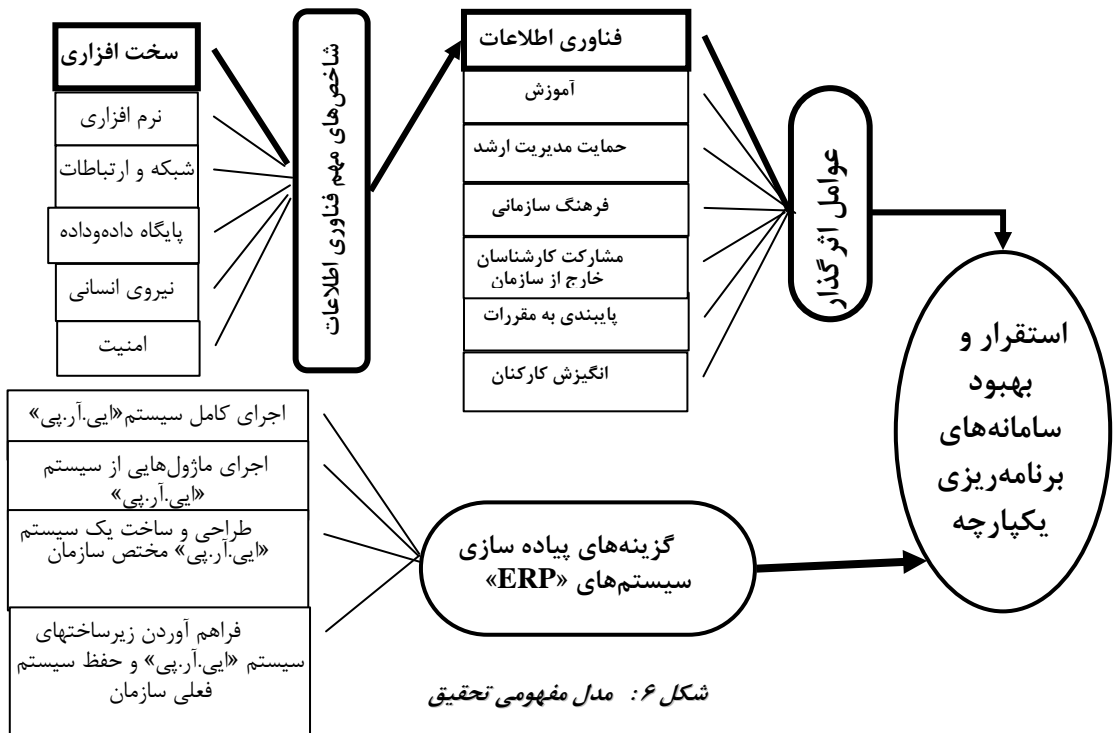 سخت افزاری
نرم افزاری
شبکه و ارتباطات
پایگاه دادهوداده
نیروی انسانی
امنیت
شاخص‌های مهم فناوری اطلاعات
فناوری اطلاعات
آموزش
حمایت مدیریت ارشد
فرهنگ سازمانی
مشارکت کارشناسان
خارج از سازمان
پایبندی به مقررات
انگیزش کارکنان
عوامل اثرگذار
استقرار و
بهبود
سامانه‌های
برنامه‌ریزی
یکپارچه
اجرای کامل سیستم«ایی.آر.پی»
اجرای ماژول‌هایی از سیستم
«ایی.آر.پی»
طراحی و ساخت یک سیستم
«ایی.آر.پی» مختص سازمان
فراهم آوردن زیرساختهای
سیستم «ایی.آر.پی» و حفظ سیستم
فعلی سازمان
گزینه‌های پیاده سازی
سیستم‌های «ERP»
شکل ۶: مدل مفهومی تحقیق